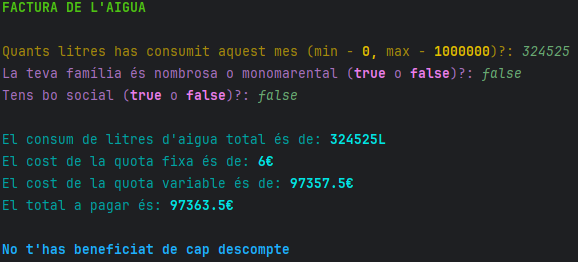 FACTURA DE L'AIGUA
Quants litres has consumit aquest mes (min - 0, max - 1000000)?: 324525
La teva família és nombrosa o monomarental (true o false)?: false
Tens bo social (true o false)?: false
El consum de litres d'aigua total és de: 324525L
El cost de la quota fixa és de: 6€
El cost de la quota variable és de: 97357.5€
El total a pagar és: 97363.5€
No t'has beneficiat de cap descompte